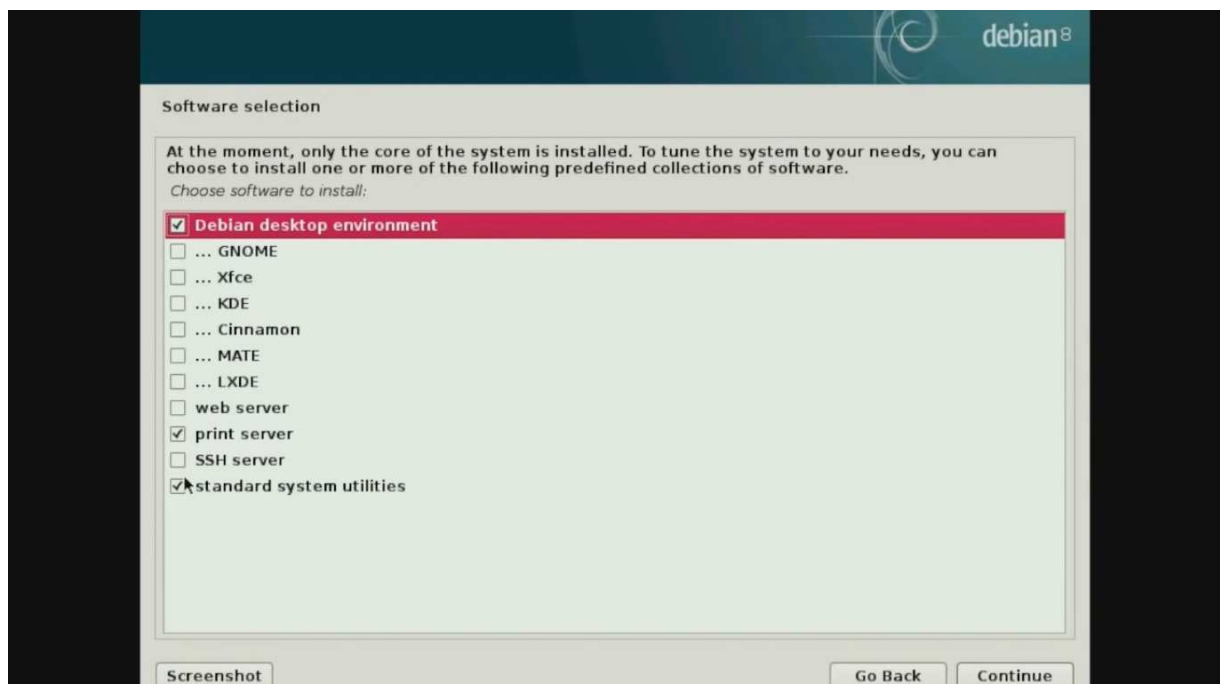 debian 8
Software selection
At the moment, only the core of the system is installed. To tune the system to your needs, you can
choose to install one or more of the following predefined collections of software.
Choose software to install:
Debian desktop environment
... GNOME
... Xfce
... KDE
... Cinnamon
... MATE
... LXDE
web server
print server
SSH server
standard system utilities
Screenshot
Go Back
Continue